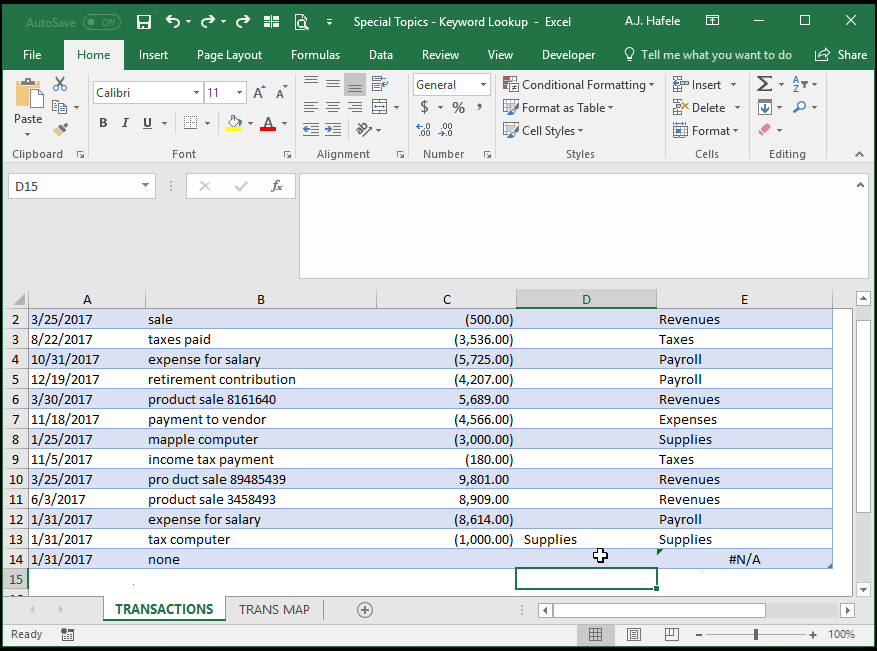 AutoSave Off Special Topics - Keyword Lookup - Excel A.J. Hafele
File Home Insert Page Layout Formulas Data Review View Developer Tell me what you want to do Share
Paste
Calibri 11 A A
B I U A
General
$ % ,
Conditional Formatting
Format as Table
Cell Styles
Insert
Delete
Format
Clipboard Font Alignment Number Styles Cells Editing
D15 fx
A B C D E
2 3/25/2017 sale (500.00) Revenues
3 8/22/2017 taxes paid (3,536.00) Taxes
4 10/31/2017 expense for salary (5,725.00) Payroll
5 12/19/2017 retirement contribution (4,207.00) Payroll
6 3/30/2017 product sale 8161640 5,689.00 Revenues
7 11/18/2017 payment to vendor (4,566.00) Expenses
8 1/25/2017 mapple computer (3,000.00) Supplies
9 11/5/2017 income tax payment (180.00) Taxes
10 3/25/2017 pro duct sale 89485439 9,801.00 Revenues
11 6/3/2017 product sale 3458493 8,909.00 Revenues
12 1/31/2017 expense for salary (8,614.00) Payroll
13 1/31/2017 tax computer (1,000.00) Supplies Supplies
14 1/31/2017 none #N/A
15
TRANSACTIONS TRANS MAP
Ready 100%